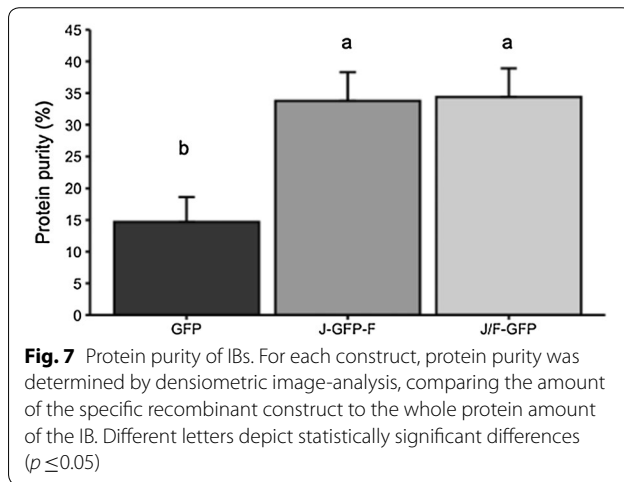 45
40
35
30
25
20
15
10
5
0
Protein purity (%)
b
a
a
GFP
J-GFP-F
J/F-GFP
Fig. 7 Protein purity of IBs. For each construct, protein purity was
determined by densiometric image-analysis, comparing the amount
of the specific recombinant construct to the whole protein amount
of the IB. Different letters depict statistically significant differences
(p ≤0.05)